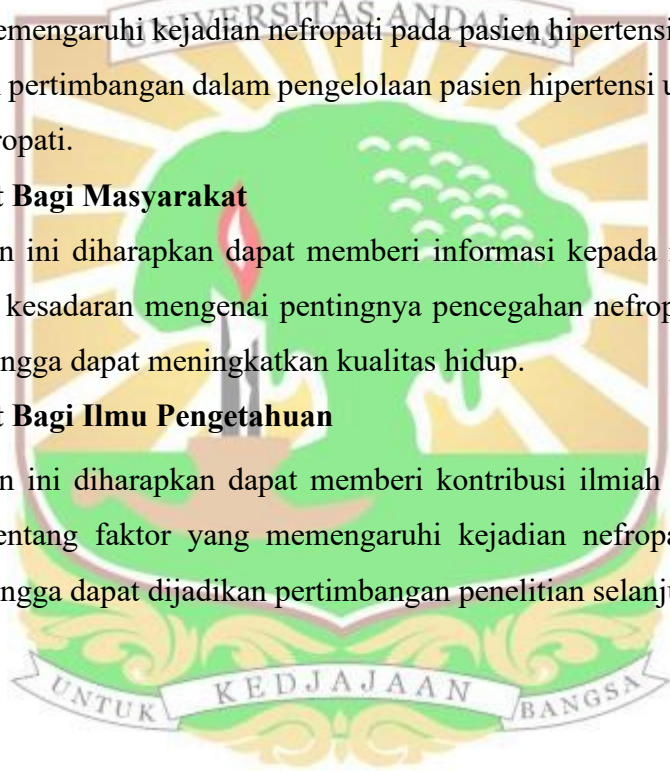 UNIVERSITAS ANDALAS
emengaruhi kejadian nefropati pada pasien hipertensi
pertimbangan dalam pengelolaan pasien hipertensi u
ropati.
t Bagi Masyarakat
n ini diharapkan dapat memberi informasi kepada
kesadaran mengenai pentingnya pencegahan nefrop
ngga dapat meningkatkan kualitas hidup.
t Bagi Ilmu Pengetahuan
n ini diharapkan dapat memberi kontribusi ilmiah
entang faktor yang memengaruhi kejadian nefropa
ngga dapat dijadikan pertimbangan penelitian selanju
UNTUK KEDJAJAAN BANGSA